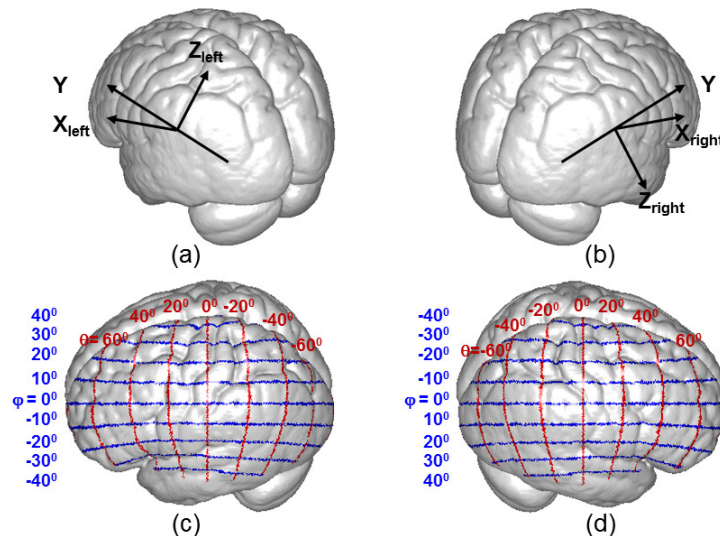 Z_left
Y
X_left
(a)
Y
X_right
Z_right
(b)
40⁰
30⁰
20⁰
10⁰
φ = 0⁰
-10⁰
-20⁰
-30⁰
-40⁰
θ= 60⁰ 40⁰ 20⁰ 0⁰ -20⁰ -40⁰ -60⁰
(c)
-40⁰
-30⁰
-20⁰
-10⁰
φ = 0⁰
10⁰
20⁰
30⁰
40⁰
θ=-60⁰ -40⁰ -20⁰ 0⁰ 20⁰ 40⁰ 60⁰
(d)